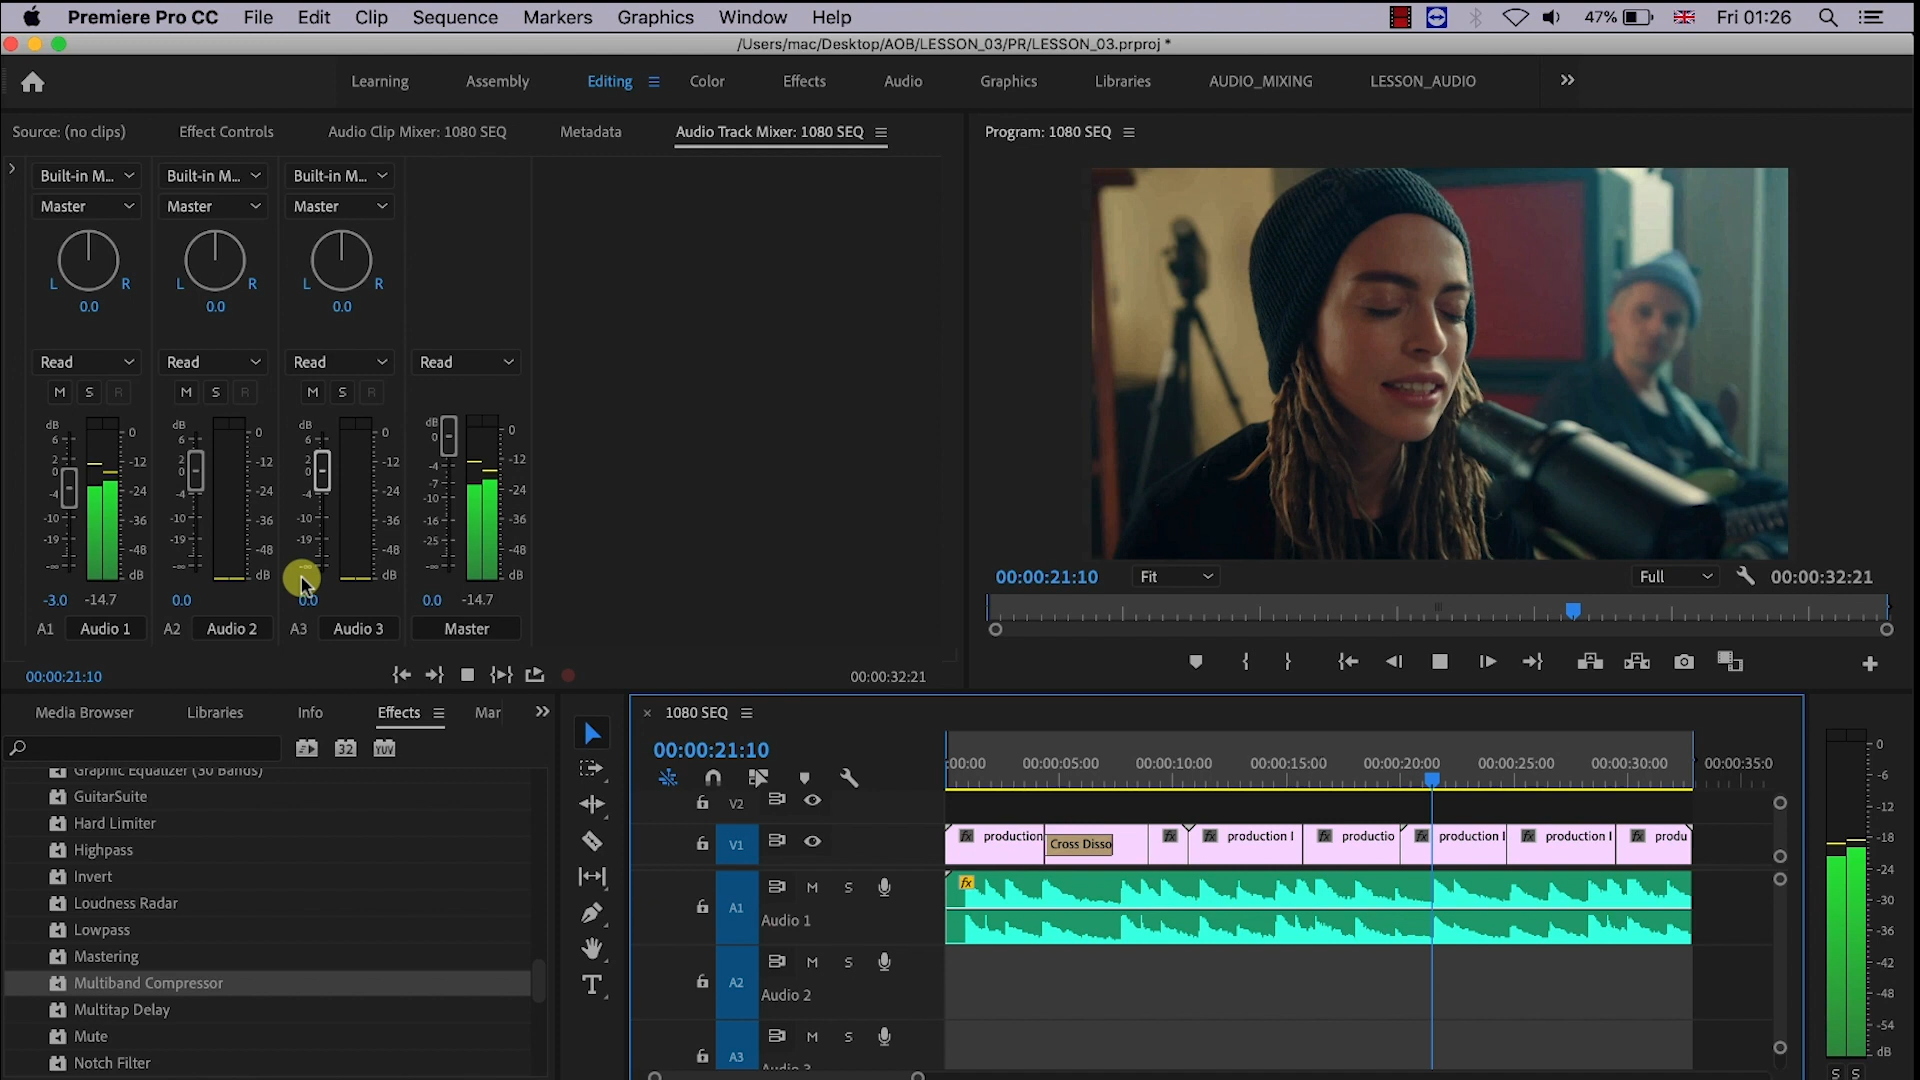 Premiere Pro CC File Edit Clip Sequence Markers Graphics Window Help 47% Fri 01:26
/Users/mac/Desktop/AOB/LESSON_03/PR/LESSON_03.prproj *
Learning Assembly Editing Color Effects Audio Graphics Libraries AUDIO_MIXING LESSON_AUDIO
Source: (no clips) Effect Controls Audio Clip Mixer: 1080 SEQ Metadata Audio Track Mixer: 1080 SEQ
Program: 1080 SEQ
Built-in M... Built-in M... Built-in M...
Master Master Master
L R L R L R
0.0 0.0 0.0
Read Read Read Read
M S R M S R M S R
dB 0 dB 0 dB 0 dB 0
6 6 6 0
2 -12 2 -12 2 -12 -4 -12
0 0 0 -7
-4 -24 -4 -24 -4 -24 -10 -24
-10 -36 -10 -36 -10 -36 -16 -36
-19 -48 -19 -48 -19 -48 -25 -48
-∞ dB -∞ dB -∞ dB -∞ dB
-3.0 -14.7 0.0 0.0 0.0 -14.7
A1 Audio 1 A2 Audio 2 A3 Audio 3 Master
00:00:21:10 00:00:32:21
00:00:21:10 Fit Full 00:00:32:21
Media Browser Libraries Info Effects Mar
32 YUV
Graphic Equalizer (30 Bands)
GuitarSuite
Hard Limiter
Highpass
Invert
Loudness Radar
Lowpass
Mastering
Multiband Compressor
Multitap Delay
Mute
Notch Filter
T
1080 SEQ
00:00:21:10
:00:00 00:00:05:00 00:00:10:00 00:00:15:00 00:00:20:00 00:00:25:00 00:00:30:00 00:00:35:0
V2
V1 fx production Cross Disso fx fx production I fx productio fx production I fx production I fx produ
A1 M S fx
Audio 1
A2 M S
Audio 2
A3 M S
Audio 3
0
-6
-12
-18
-24
-30
-36
-42
-48
-54
dB
S S